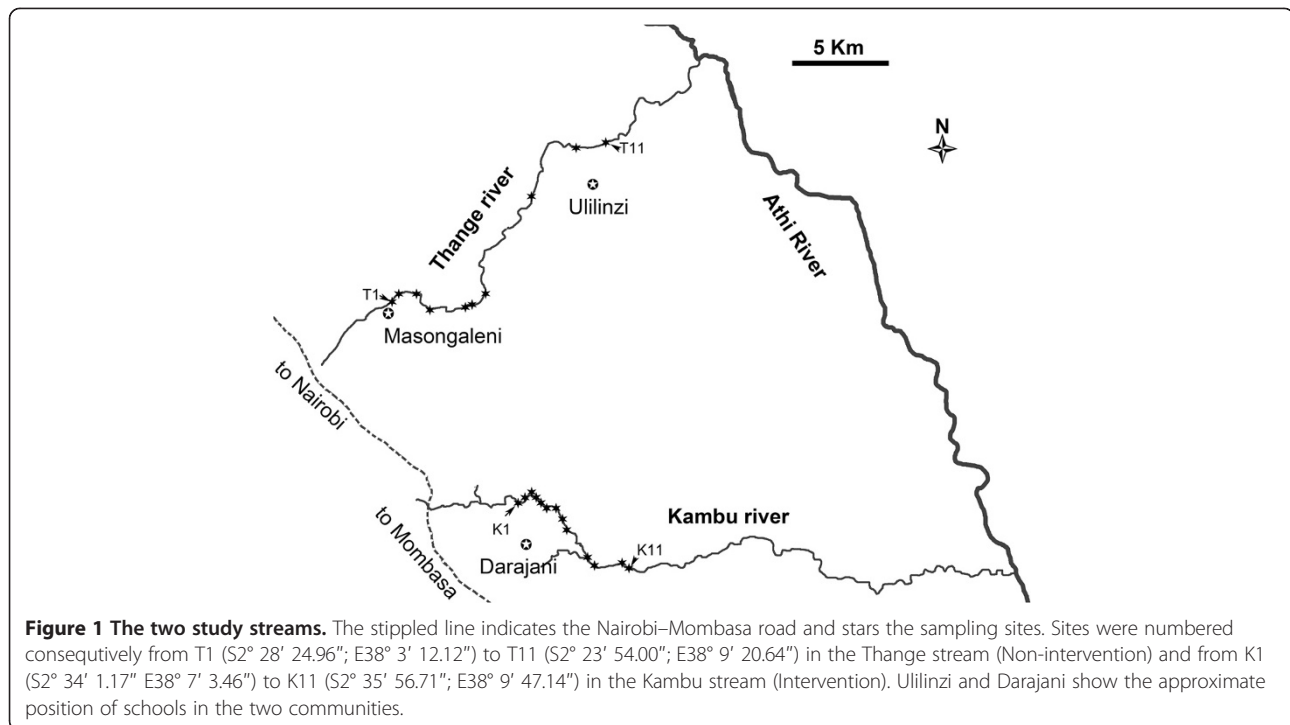 5 Km
N
T11
Thange river
Ulilinzi
Athi River
T1
Masongaleni
to Nairobi
K1
Kambu river
to Mombasa
Darajani
K11
Figure 1 The two study streams. The stippled line indicates the Nairobi–Mombasa road and stars the sampling sites. Sites were numbered
consequtively from T1 (S2° 28′ 24.96″; E38° 3′ 12.12″) to T11 (S2° 23′ 54.00″; E38° 9′ 20.64″) in the Thange stream (Non-intervention) and from K1
(S2° 34′ 1.17″ E38° 7′ 3.46″) to K11 (S2° 35′ 56.71″; E38° 9′ 47.14″) in the Kambu stream (Intervention). Ulilinzi and Darajani show the approximate
position of schools in the two communities.